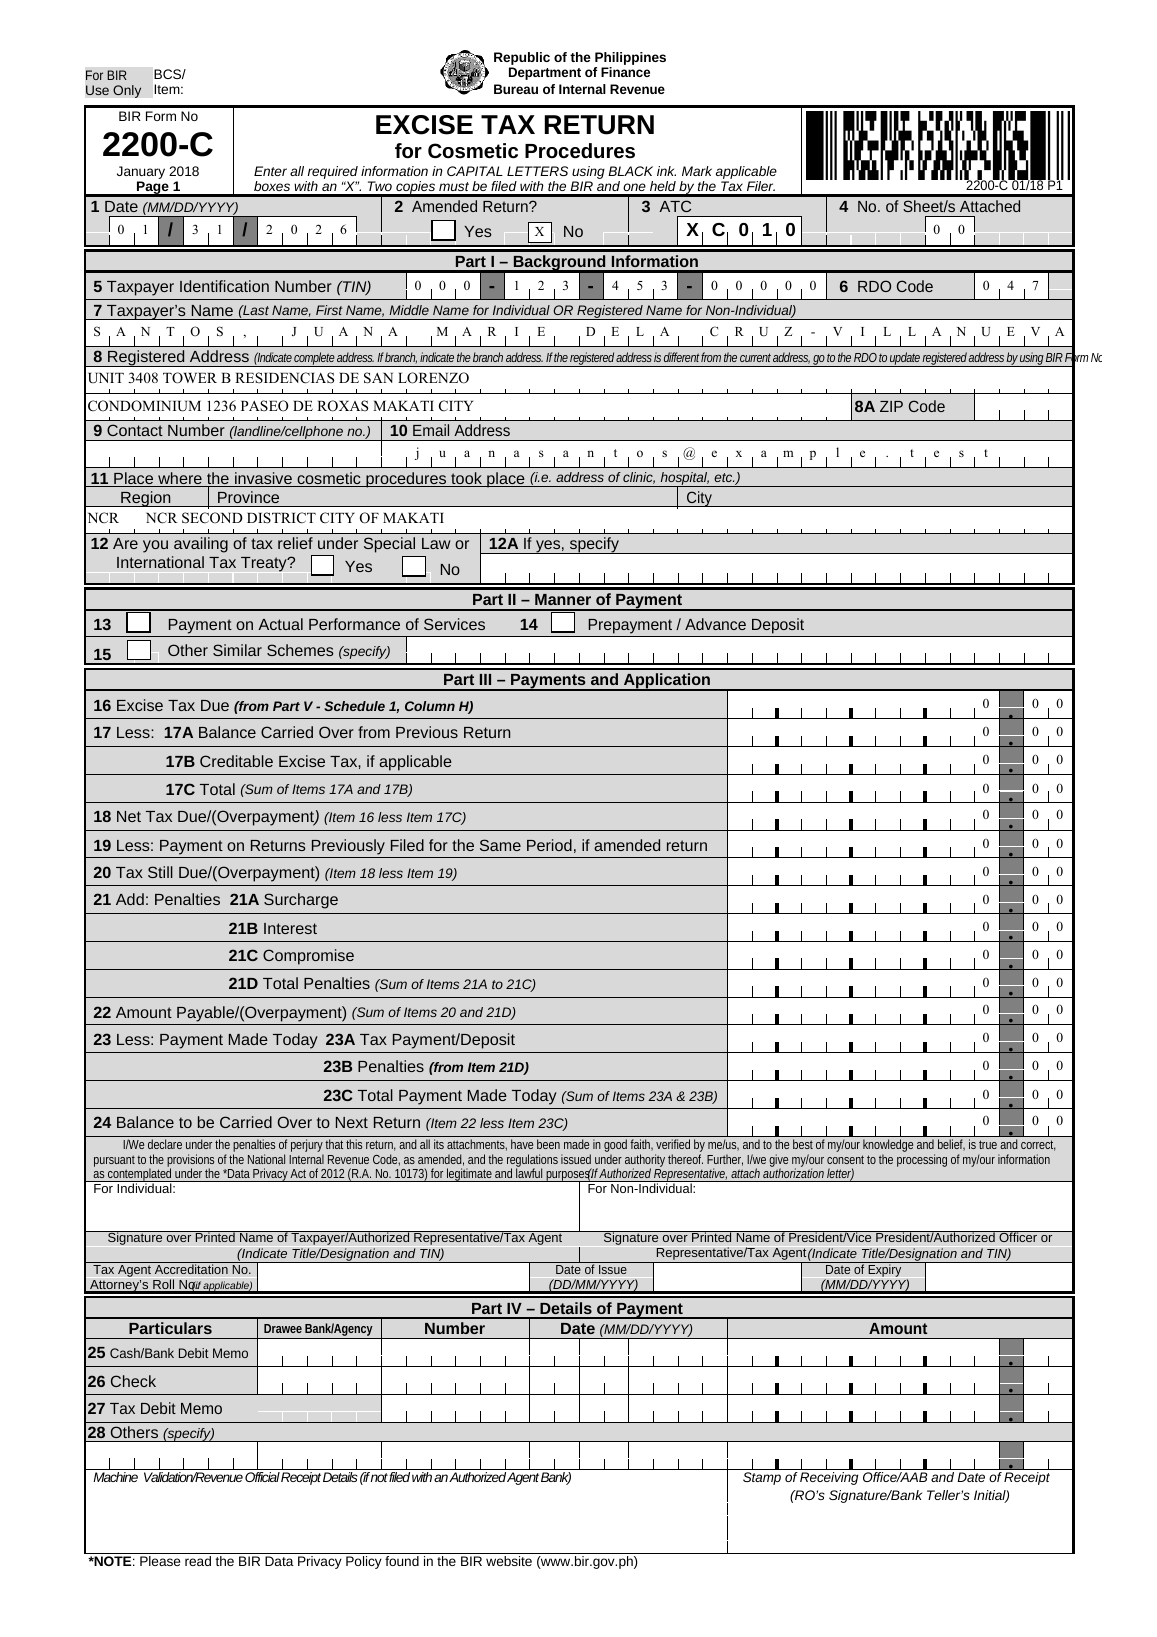 Republic of the Philippines
For BIR BCS/ Department of Finance
Use Only Item: Bureau of Internal Revenue
BIR Form No
2200-C
January 2018
Page 1
EXCISE TAX RETURN
for Cosmetic Procedures
Enter all required information in CAPITAL LETTERS using BLACK ink. Mark applicable
boxes with an “X”. Two copies must be filed with the BIR and one held by the Tax Filer.
2200-C 01/18 P1
1 Date (MM/DD/YYYY) 2 Amended Return? 3 ATC 4 No. of Sheet/s Attached
0 1 / 3 1 / 2 0 2 6 Yes X No X C 0 1 0 0 0
Part I – Background Information
5 Taxpayer Identification Number (TIN) 0 0 0 - 1 2 3 - 4 5 3 - 0 0 0 0 0 6 RDO Code 0 4 7
7 Taxpayer’s Name (Last Name, First Name, Middle Name for Individual OR Registered Name for Non-Individual)
S A N T O S , J U A N A M A R I E D E L A C R U Z - V I L L A N U E V A
8 Registered Address (Indicate complete address. If branch, indicate the branch address. If the registered address is different from the current address, go to the RDO to update registered address by using BIR Form No
UNIT 3408 TOWER B RESIDENCIAS DE SAN LORENZO
CONDOMINIUM 1236 PASEO DE ROXAS MAKATI CITY 8A ZIP Code
9 Contact Number (landline/cellphone no.) 10 Email Address
j u a n a s a n t o s @ e x a m p l e . t e s t
11 Place where the invasive cosmetic procedures took place (i.e. address of clinic, hospital, etc.)
Region Province City
NCR NCR SECOND DISTRICT CITY OF MAKATI
12 Are you availing of tax relief under Special Law or 12A If yes, specify
International Tax Treaty? Yes No
Part II – Manner of Payment
13 Payment on Actual Performance of Services 14 Prepayment / Advance Deposit
15 Other Similar Schemes (specify)
Part III – Payments and Application
16 Excise Tax Due (from Part V - Schedule 1, Column H) 0 . 0 0
17 Less: 17A Balance Carried Over from Previous Return 0 . 0 0
17B Creditable Excise Tax, if applicable 0 . 0 0
17C Total (Sum of Items 17A and 17B) 0 . 0 0
18 Net Tax Due/(Overpayment) (Item 16 less Item 17C) 0 . 0 0
19 Less: Payment on Returns Previously Filed for the Same Period, if amended return 0 . 0 0
20 Tax Still Due/(Overpayment) (Item 18 less Item 19) 0 . 0 0
21 Add: Penalties 21A Surcharge 0 . 0 0
21B Interest 0 . 0 0
21C Compromise 0 . 0 0
21D Total Penalties (Sum of Items 21A to 21C) 0 . 0 0
22 Amount Payable/(Overpayment) (Sum of Items 20 and 21D) 0 . 0 0
23 Less: Payment Made Today 23A Tax Payment/Deposit 0 . 0 0
23B Penalties (from Item 21D) 0 . 0 0
23C Total Payment Made Today (Sum of Items 23A & 23B) 0 . 0 0
24 Balance to be Carried Over to Next Return (Item 22 less Item 23C) 0 . 0 0
I/We declare under the penalties of perjury that this return, and all its attachments, have been made in good faith, verified by me/us, and to the best of my/our knowledge and belief, is true and correct,
pursuant to the provisions of the National Internal Revenue Code, as amended, and the regulations issued under authority thereof. Further, I/we give my/our consent to the processing of my/our information
as contemplated under the *Data Privacy Act of 2012 (R.A. No. 10173) for legitimate and lawful purposes. (If Authorized Representative, attach authorization letter)
For Individual: For Non-Individual:
Signature over Printed Name of Taxpayer/Authorized Representative/Tax Agent Signature over Printed Name of President/Vice President/Authorized Officer or
(Indicate Title/Designation and TIN) Representative/Tax Agent (Indicate Title/Designation and TIN)
Tax Agent Accreditation No. Date of Issue Date of Expiry
Attorney’s Roll No. (if applicable) (DD/MM/YYYY) (MM/DD/YYYY)
Part IV – Details of Payment
Particulars Drawee Bank/Agency Number Date (MM/DD/YYYY) Amount
25 Cash/Bank Debit Memo .
26 Check .
27 Tax Debit Memo .
28 Others (specify)
.
Machine Validation/Revenue Official Receipt Details (if not filed with an Authorized Agent Bank) Stamp of Receiving Office/AAB and Date of Receipt
(RO’s Signature/Bank Teller’s Initial)
*NOTE: Please read the BIR Data Privacy Policy found in the BIR website (www.bir.gov.ph)